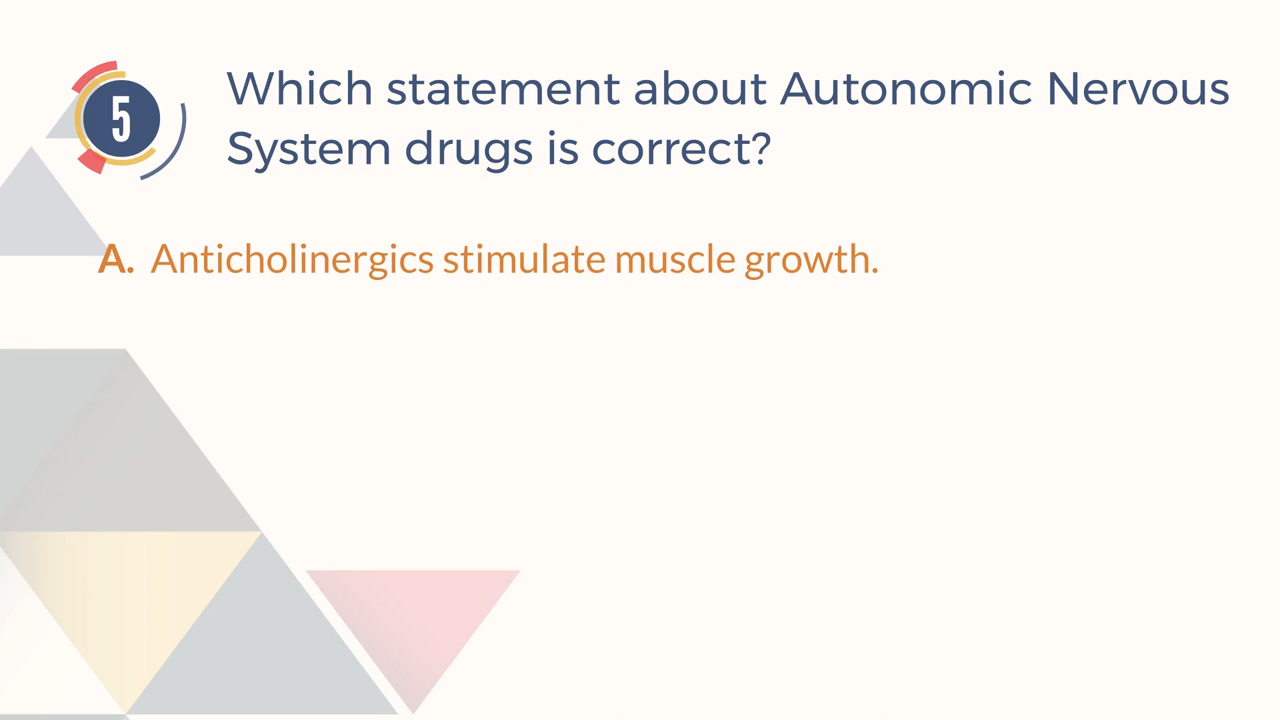 5
Which statement about Autonomic Nervous
System drugs is correct?
A. Anticholinergics stimulate muscle growth.